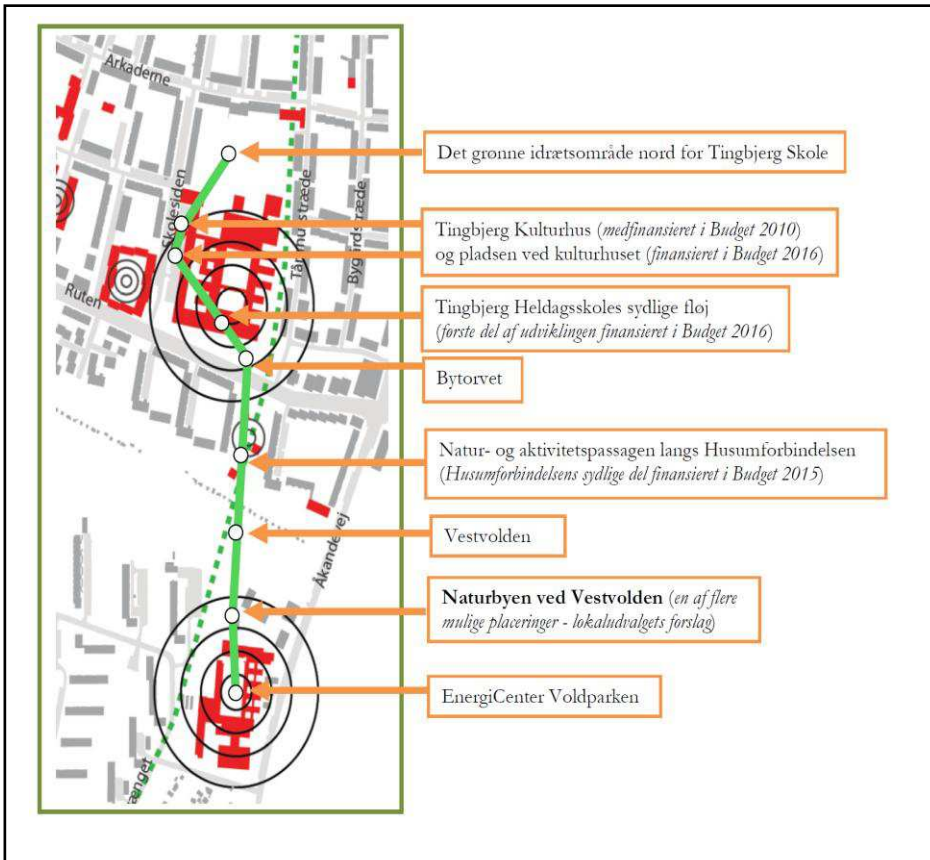 Arkaderne
Det grønne idrætsområde nord for Tingbjerg Skole
Skolesiden
Tingbjerg Kulturhus (medfinansieret i Budget 2010)
og pladsen ved kulturhuset (finansieret i Budget 2016)
Bygårdstræde
Ruten
Tingbjerg Heldagsskoles sydlige fløj
(første del af udviklingen finansieret i Budget 2016)
Bytorvet
Natur- og aktivitetspassagen langs Husumforbindelsen
(Husumforbindelsens sydlige del finansieret i Budget 2015)
Vestvolden
Åkandevej
Naturbyen ved Vestvolden (en af flere
mulige placeringer - lokaludvalgets forslag)
EnergiCenter Voldparken